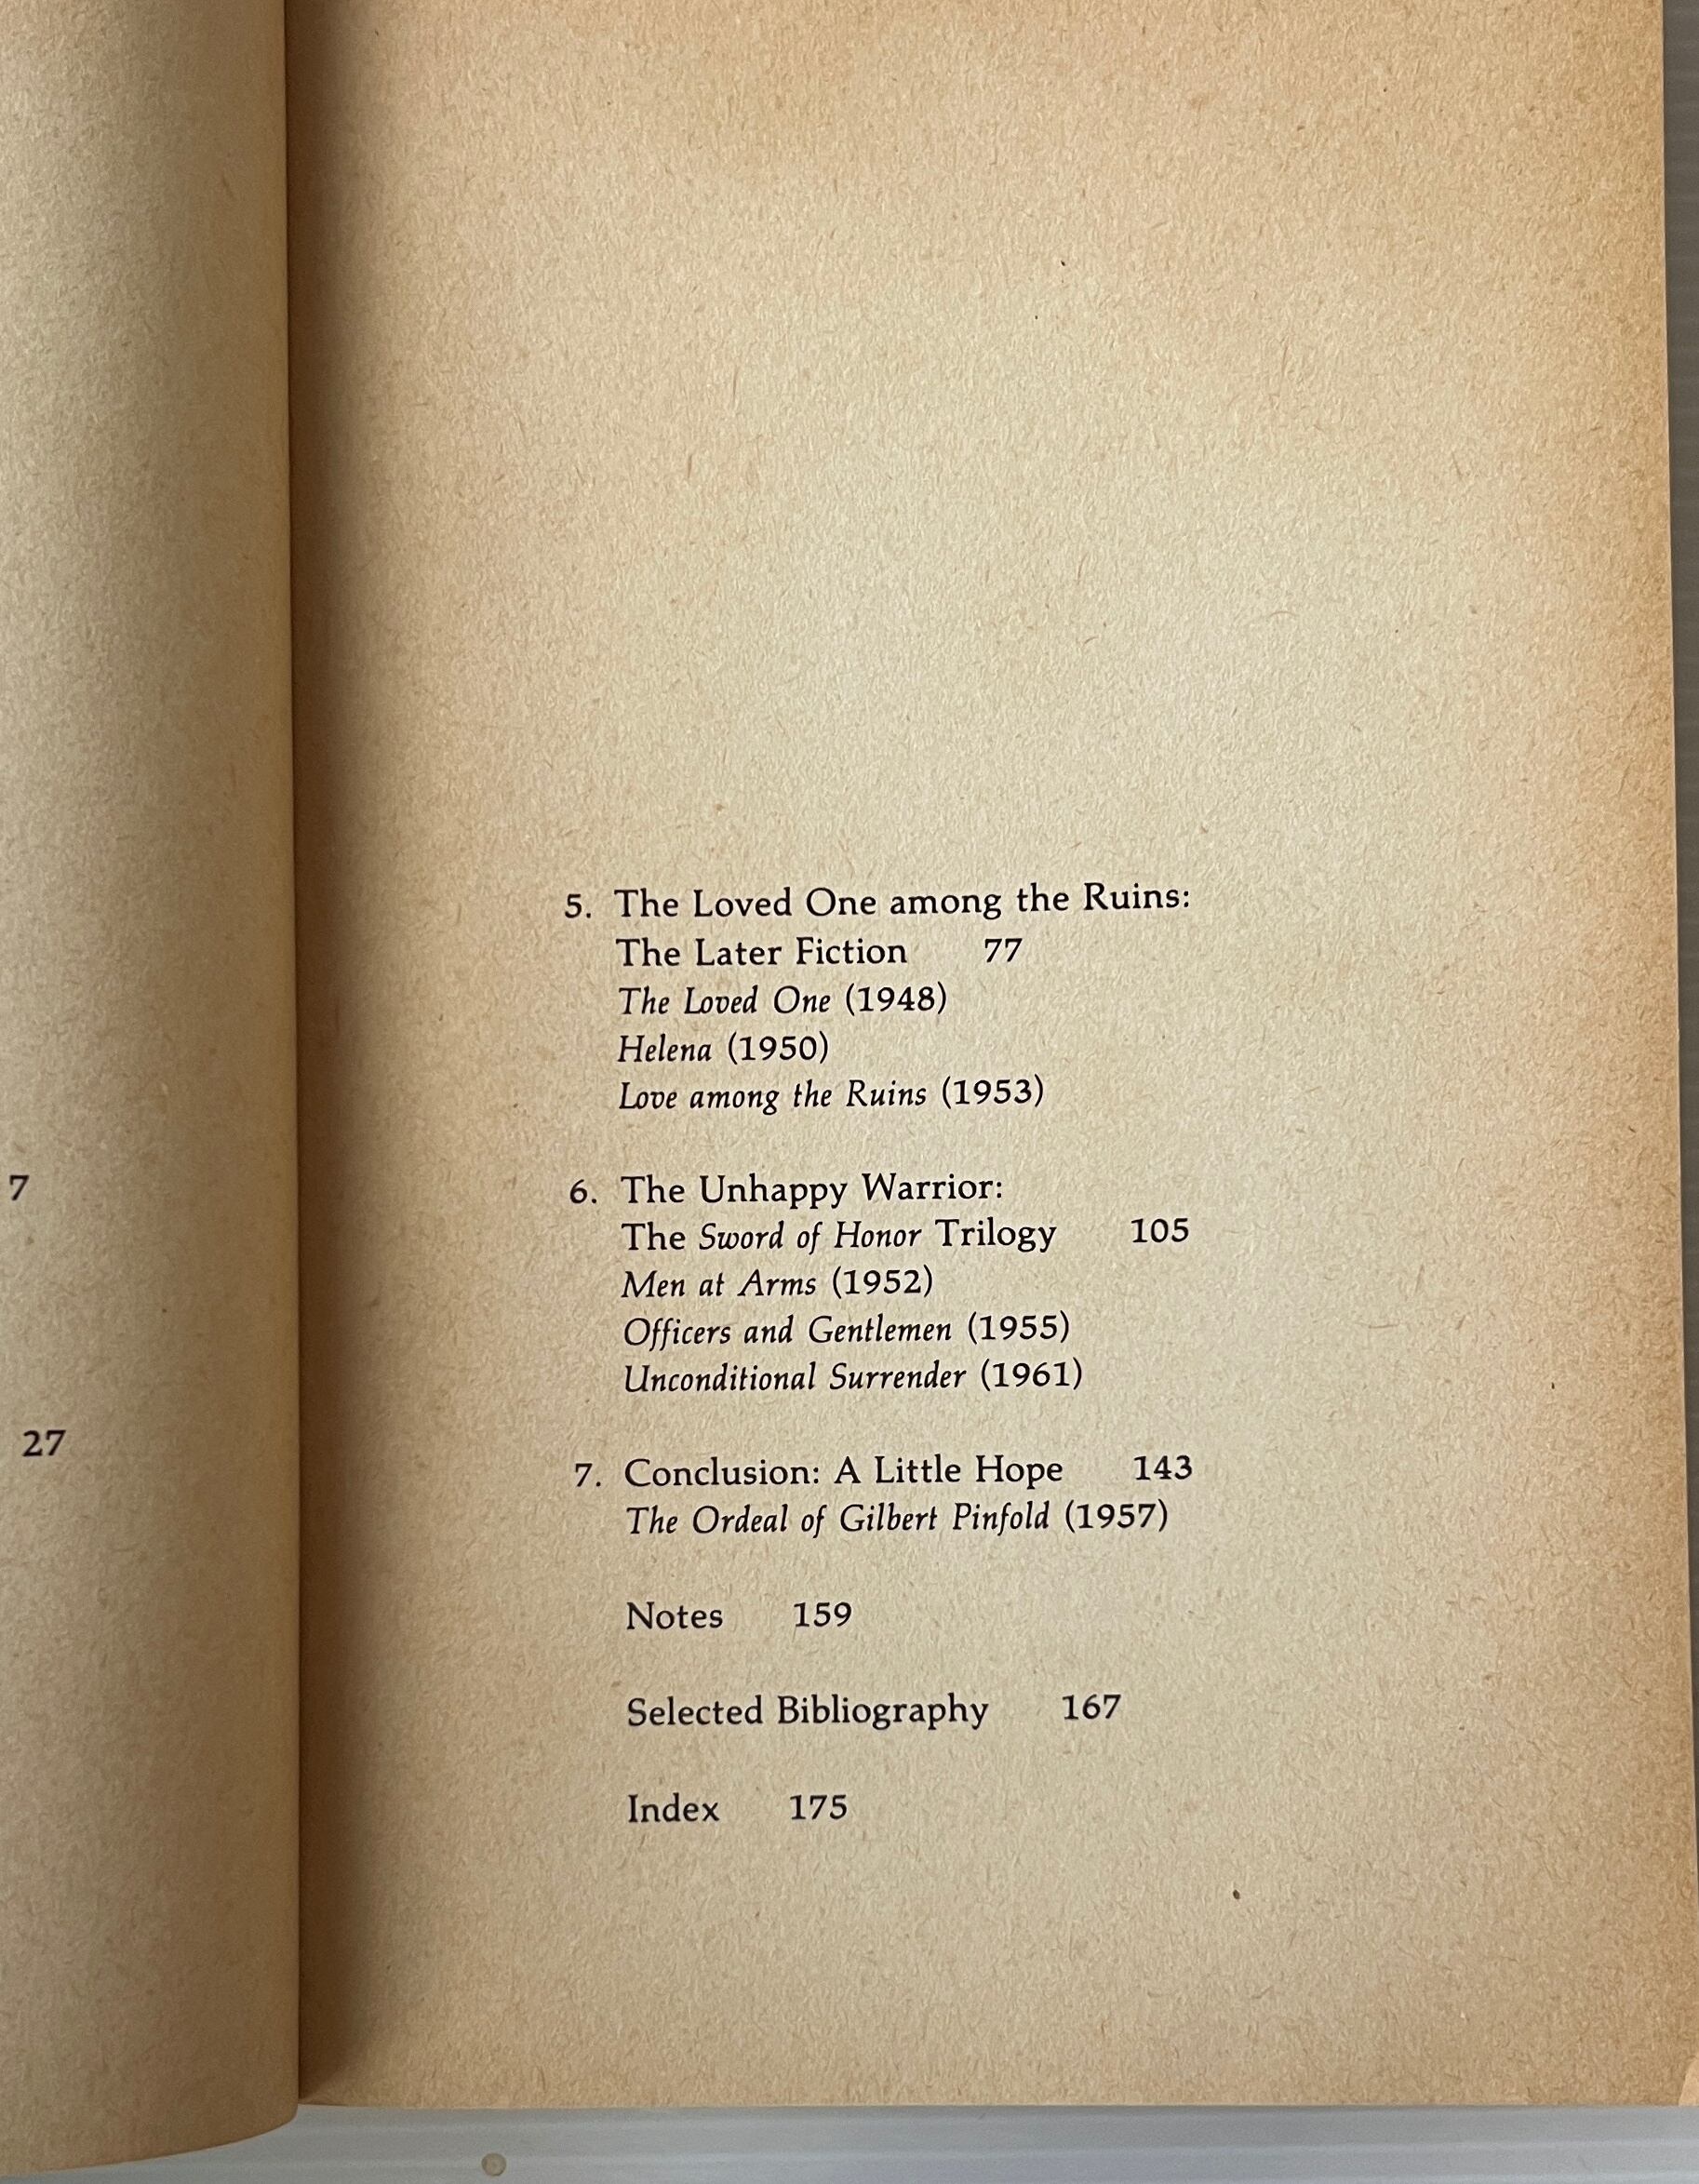 7
27
5. The Loved One among the Ruins:
The Later Fiction 77
The Loved One (1948)
Helena (1950)
Love among the Ruins (1953)
6. The Unhappy Warrior:
The Sword of Honor Trilogy 105
Men at Arms (1952)
Officers and Gentlemen (1955)
Unconditional Surrender (1961)
7. Conclusion: A Little Hope 143
The Ordeal of Gilbert Pinfold (1957)
Notes 159
Selected Bibliography 167
Index 175